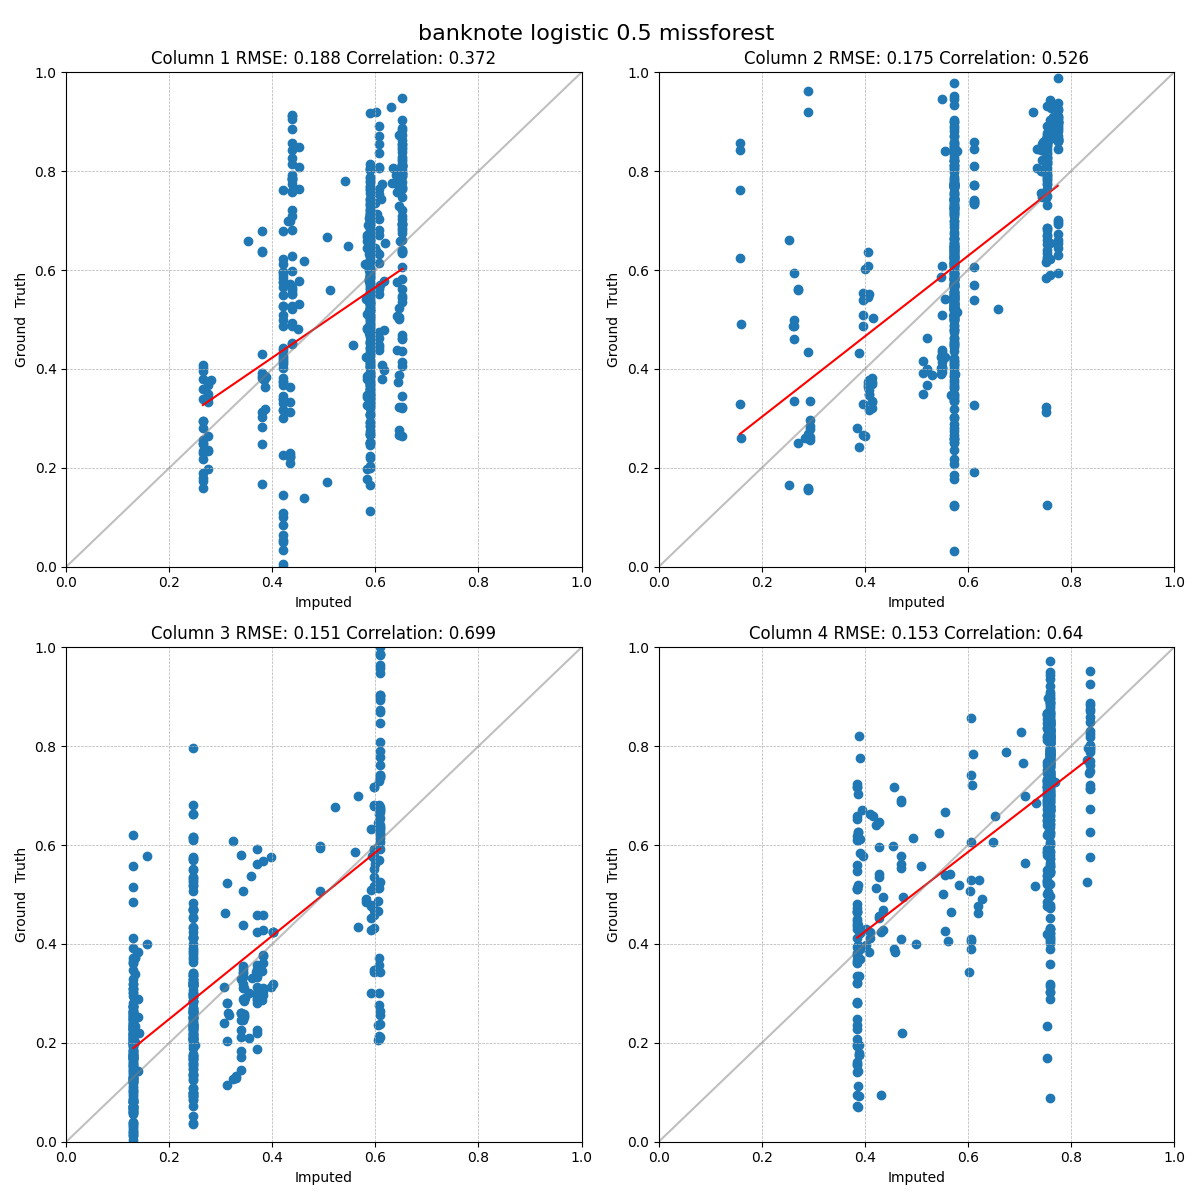 banknote logistic 0.5 missforest
Column 1 RMSE: 0.188 Correlation: 0.372
1.0
0.8
0.6
0.4
0.2
0.0
Ground Truth
0.0 0.2 0.4 0.6 0.8 1.0
Imputed
Column 2 RMSE: 0.175 Correlation: 0.526
1.0
0.8
0.6
0.4
0.2
0.0
Ground Truth
0.0 0.2 0.4 0.6 0.8 1.0
Imputed
Column 3 RMSE: 0.151 Correlation: 0.699
1.0
0.8
0.6
0.4
0.2
0.0
Ground Truth
0.0 0.2 0.4 0.6 0.8 1.0
Imputed
Column 4 RMSE: 0.153 Correlation: 0.64
1.0
0.8
0.6
0.4
0.2
0.0
Ground Truth
0.0 0.2 0.4 0.6 0.8 1.0
Imputed